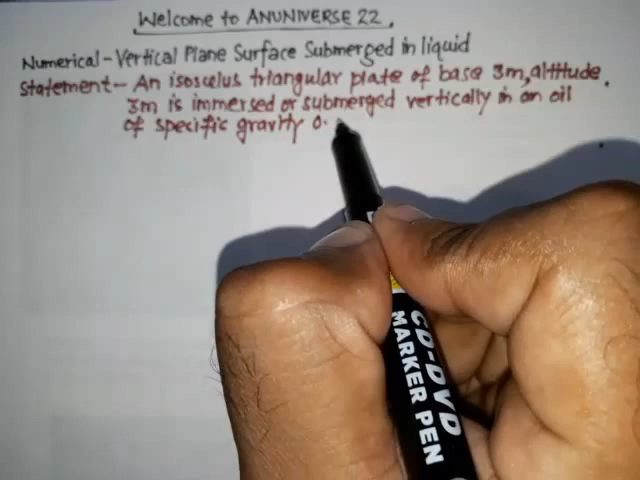 Welcome to ANUNIVERSE 22
Numerical - Vertical Plane Surface Submerged in liquid
Statement - An isosulus triangular plate of base 3m, altitude
3m is immersed or submerged vertically in an oil
of specific gravity 0.
CD-DVD
MARKER PEN